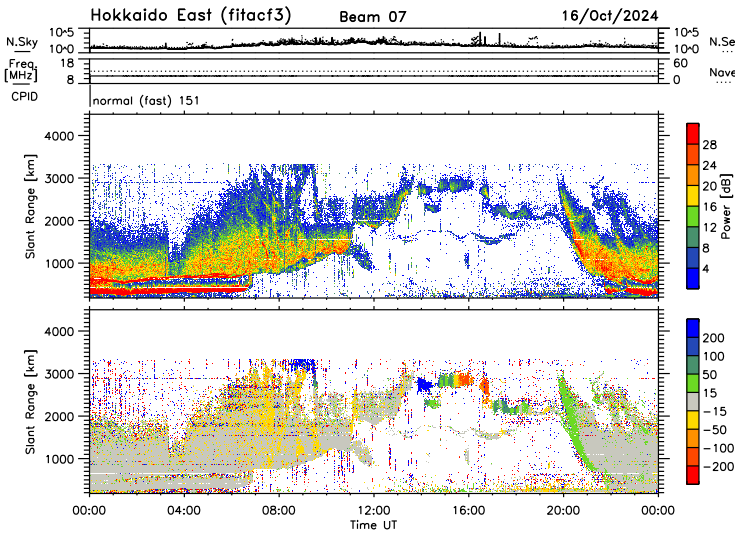 Hokkaido East (fitacf3) Beam 07 16/Oct/2024
N.Sky 10^5 10^0 10^5 10^0 N.Se
Freq. [MHz] 18 8 60 0 Nave
CPID normal (fast) 151
Slant Range [km] 4000 3000 2000 1000
Power [dB] 28 24 20 16 12 8 4
Slant Range [km] 4000 3000 2000 1000
200 100 50 15 -15 -50 -100 -200
00:00 04:00 08:00 12:00 16:00 20:00 00:00
Time UT